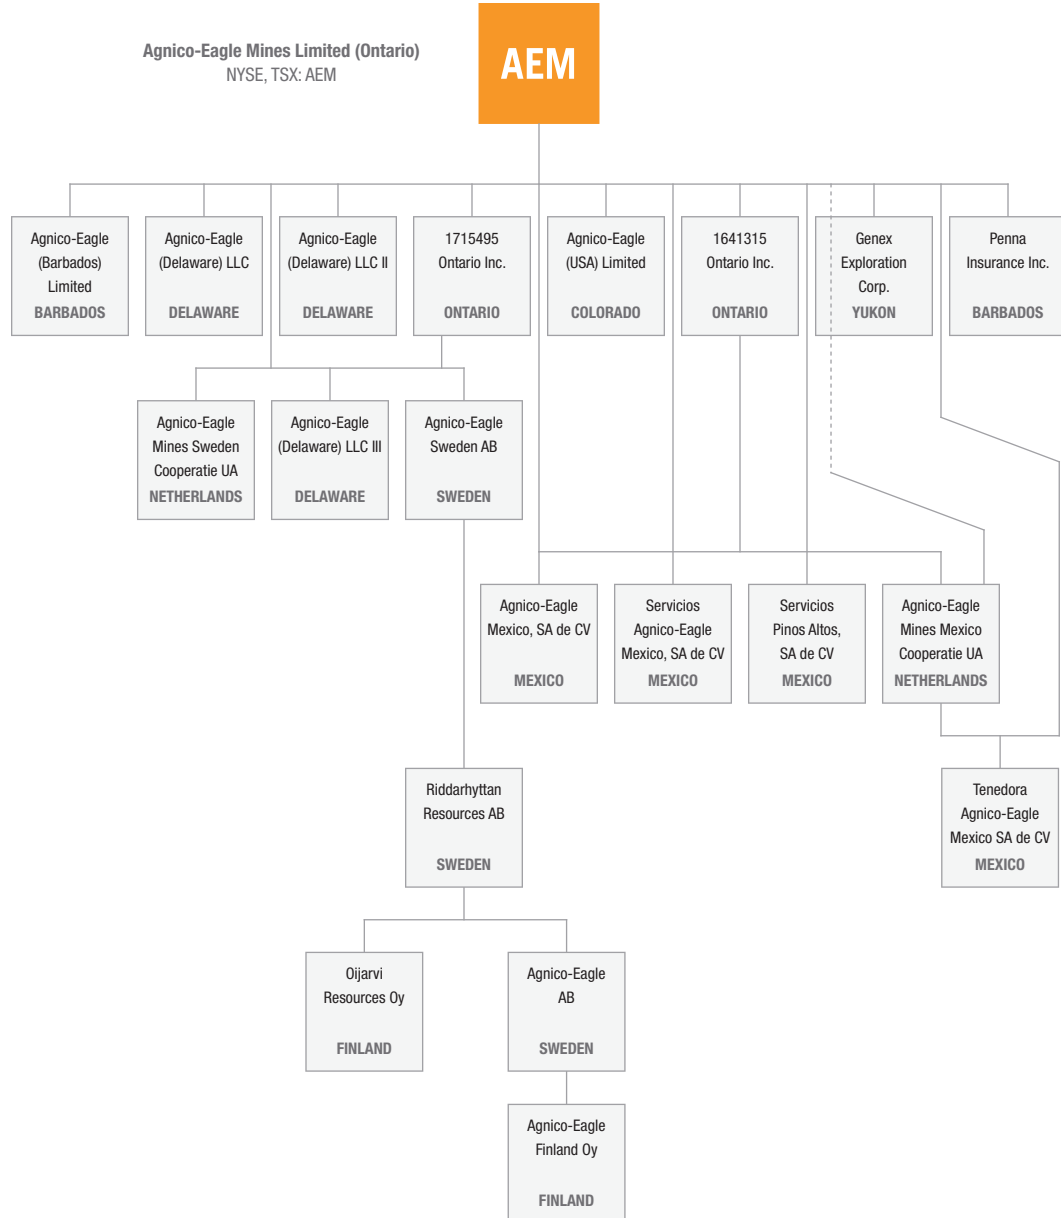 Agnico-Eagle Mines Limited (Ontario)
NYSE, TSX: AEM
AEM
Agnico-Eagle
(Barbados)
Limited
BARBADOS
Agnico-Eagle
(Delaware) LLC
DELAWARE
Agnico-Eagle
(Delaware) LLC II
DELAWARE
1715495
Ontario Inc.
ONTARIO
Agnico-Eagle
(USA) Limited
COLORADO
1641315
Ontario Inc.
ONTARIO
Genex
Exploration
Corp.
YUKON
Penna
Insurance Inc.
BARBADOS
Agnico-Eagle
Mines Sweden
Cooperatie UA
NETHERLANDS
Agnico-Eagle
(Delaware) LLC III
DELAWARE
Agnico-Eagle
Sweden AB
SWEDEN
Agnico-Eagle
Mexico, SA de CV
MEXICO
Servicios
Agnico-Eagle
Mexico, SA de CV
MEXICO
Servicios
Pinos Altos,
SA de CV
MEXICO
Agnico-Eagle
Mines Mexico
Cooperatie UA
NETHERLANDS
Riddarhyttan
Resources AB
SWEDEN
Tenedora
Agnico-Eagle
Mexico SA de CV
MEXICO
Oijarvi
Resources Oy
FINLAND
Agnico-Eagle
AB
SWEDEN
Agnico-Eagle
Finland Oy
FINLAND